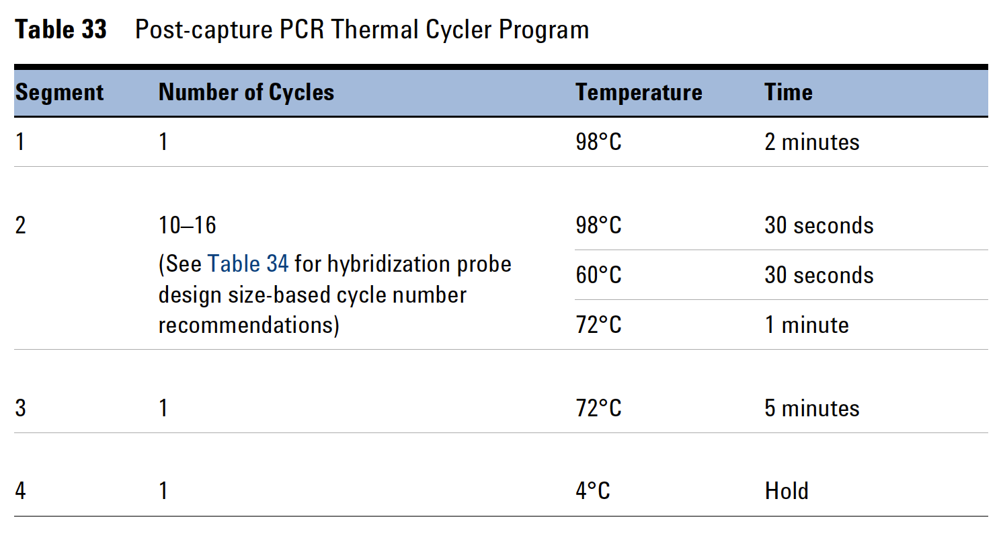 Table 33 Post-capture PCR Thermal Cycler Program
Segment Number of Cycles Temperature Time
1 1 98°C 2 minutes
2 10–16 98°C 30 seconds
(See Table 34 for hybridization probe
design size-based cycle number
recommendations)
60°C 30 seconds
72°C 1 minute
3 1 72°C 5 minutes
4 1 4°C Hold